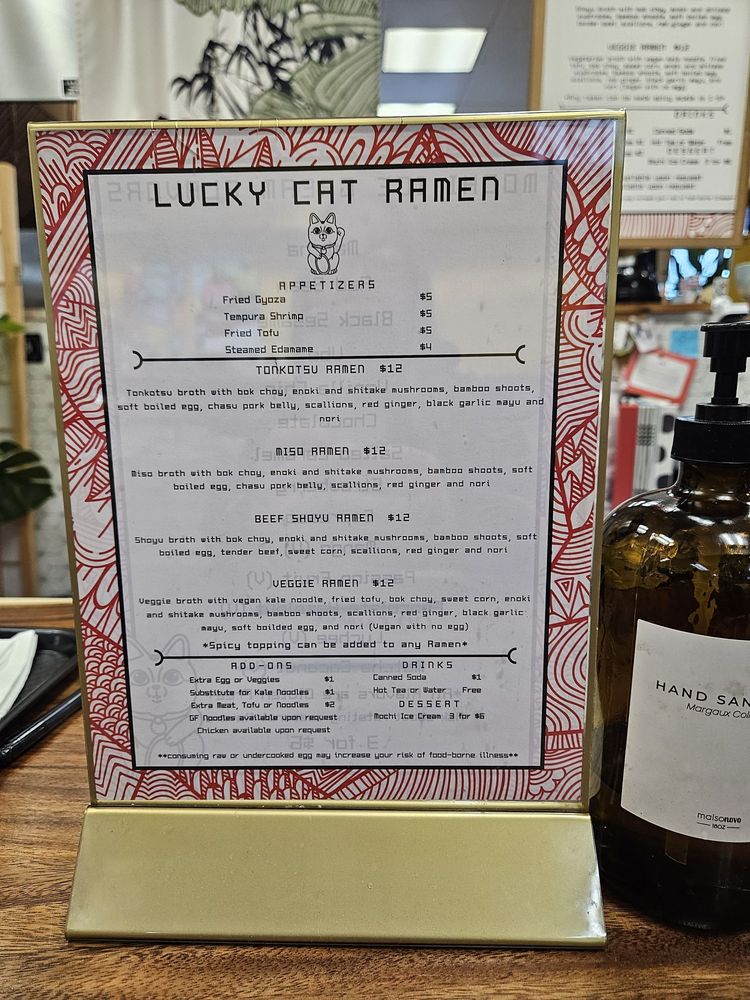 LUCKY CAT RAMEN
APPETIZERS
Fried Gyoza $5
Tempura Shrimp $5
Fried Tofu $5
Steamed Edamame $4
TONKOTSU RAMEN $12
Tonkotsu broth with bok choy, enoki and shitake mushrooms, bamboo shoots,
soft boiled egg, chasu pork belly, scallions, red ginger, black garlic mayu and
nori
MISO RAMEN $12
Miso broth with bok choy, enoki and shitake mushrooms, bamboo shoots, soft
boiled egg, chasu pork belly, scallions, red ginger and nori
BEEF SHOYU RAMEN $12
Shoyu broth with bok choy, enoki and shitake mushrooms, bamboo shoots, soft
boiled egg, tender beef, sweet corn, scallions, red ginger and nori
VEGGIE RAMEN $12
Veggie broth with vegan kale noodle, fried tofu, bok choy, sweet corn, enoki
and shitake mushrooms, bamboo shoots, scallions, red ginger, black garlic
mayu, soft boilded egg, and nori (Vegan with no egg)
*Spicy topping can be added to any Ramen*
ADD-ONS
Extra Egg or Veggies $1
Substitute for Kale Noodles $1
Extra Meat, Tofu or Noodles $2
GF Noodles available upon request
Chicken available upon request
DRINKS
Canned Soda $1
Hot Tea or Water Free
DESSERT
Mochi Ice Cream 3 for $6
**consuming raw or undercooked egg may increase your risk of food-borne illness**
VEGGIE RAMEN $12
DRINKS
DESSERT
HAND SAN
Margaux Col
maisonovo
16OZ